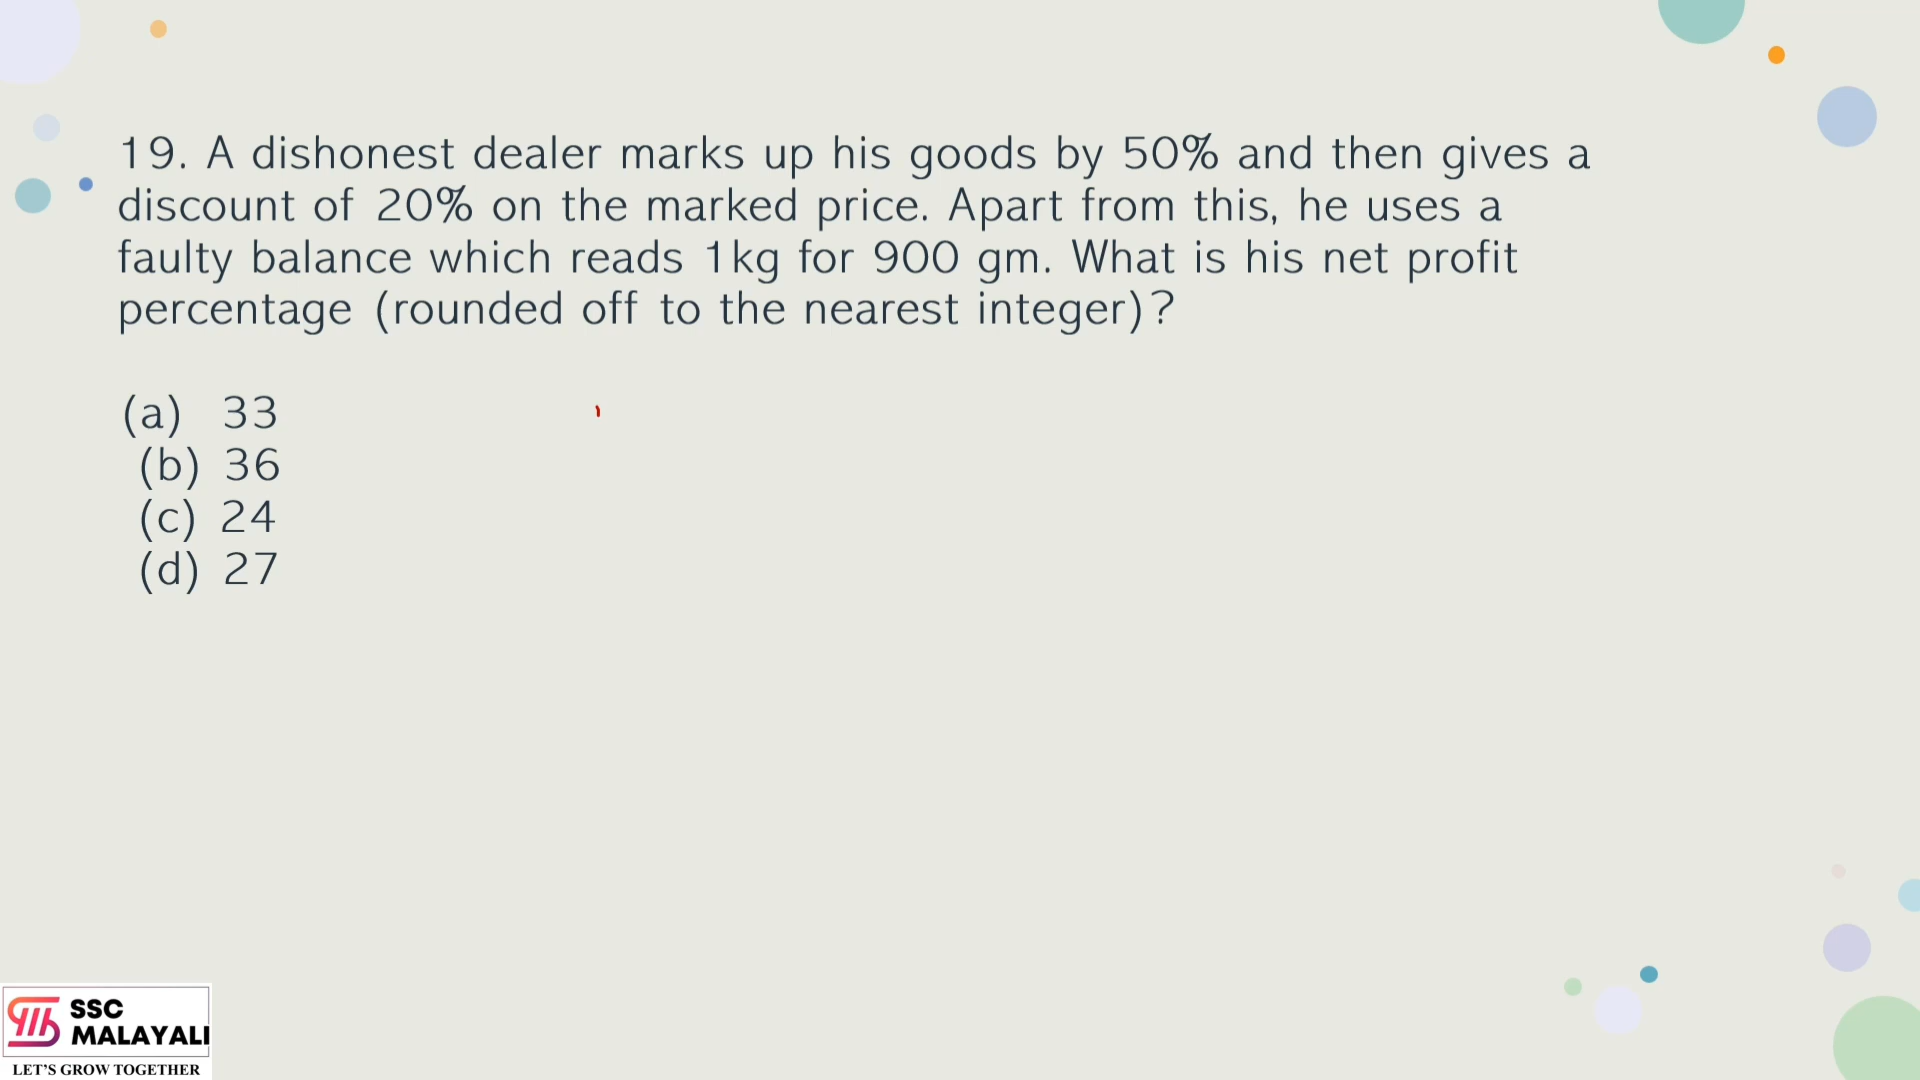 19. A dishonest dealer marks up his goods by 50% and then gives a
discount of 20% on the marked price. Apart from this, he uses a
faulty balance which reads 1kg for 900 gm. What is his net profit
percentage (rounded off to the nearest integer)?
(a) 33
(b) 36
(c) 24
(d) 27
SSC
MALAYALI
LET'S GROW TOGETHER